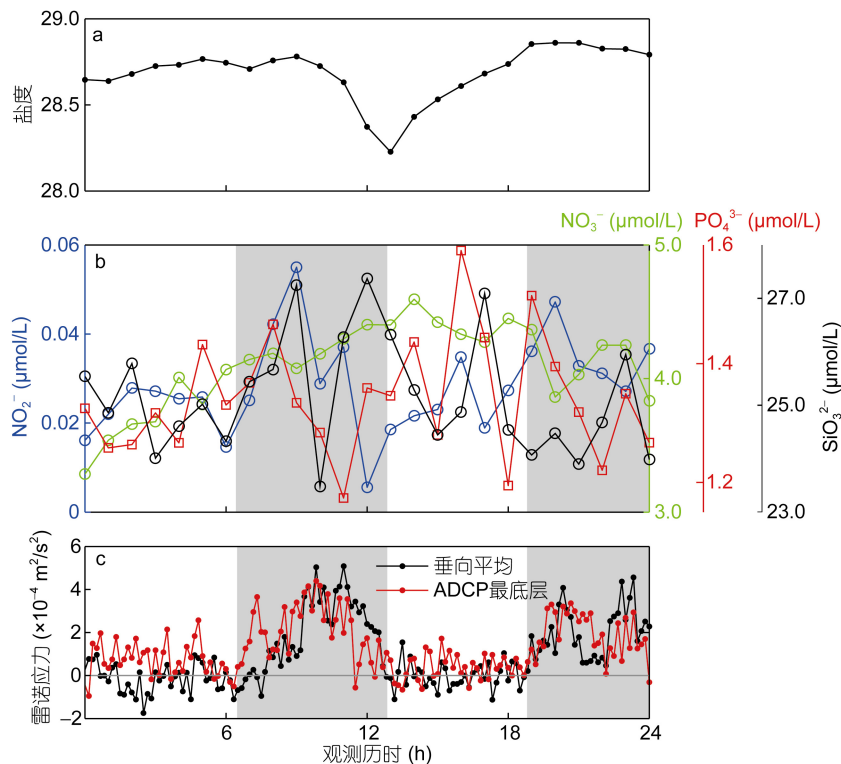 29.0
a
28.5
28.0
盐度
NO₃⁻ (μmol/L) PO₄³⁻ (μmol/L)
0.06 b 5.0 1.6
27.0
0.04
1.4
4.0
25.0
0.02
1.2
0 3.0 23.0
NO₂⁻ (μmol/L)
SiO₃²⁻ (μmol/L)
6 c 垂向平均
4 ADCP最底层
2
0
−2
雷诺应力 (×10⁻⁴ m²/s²)
6 12 18 24
观测历时 (h)